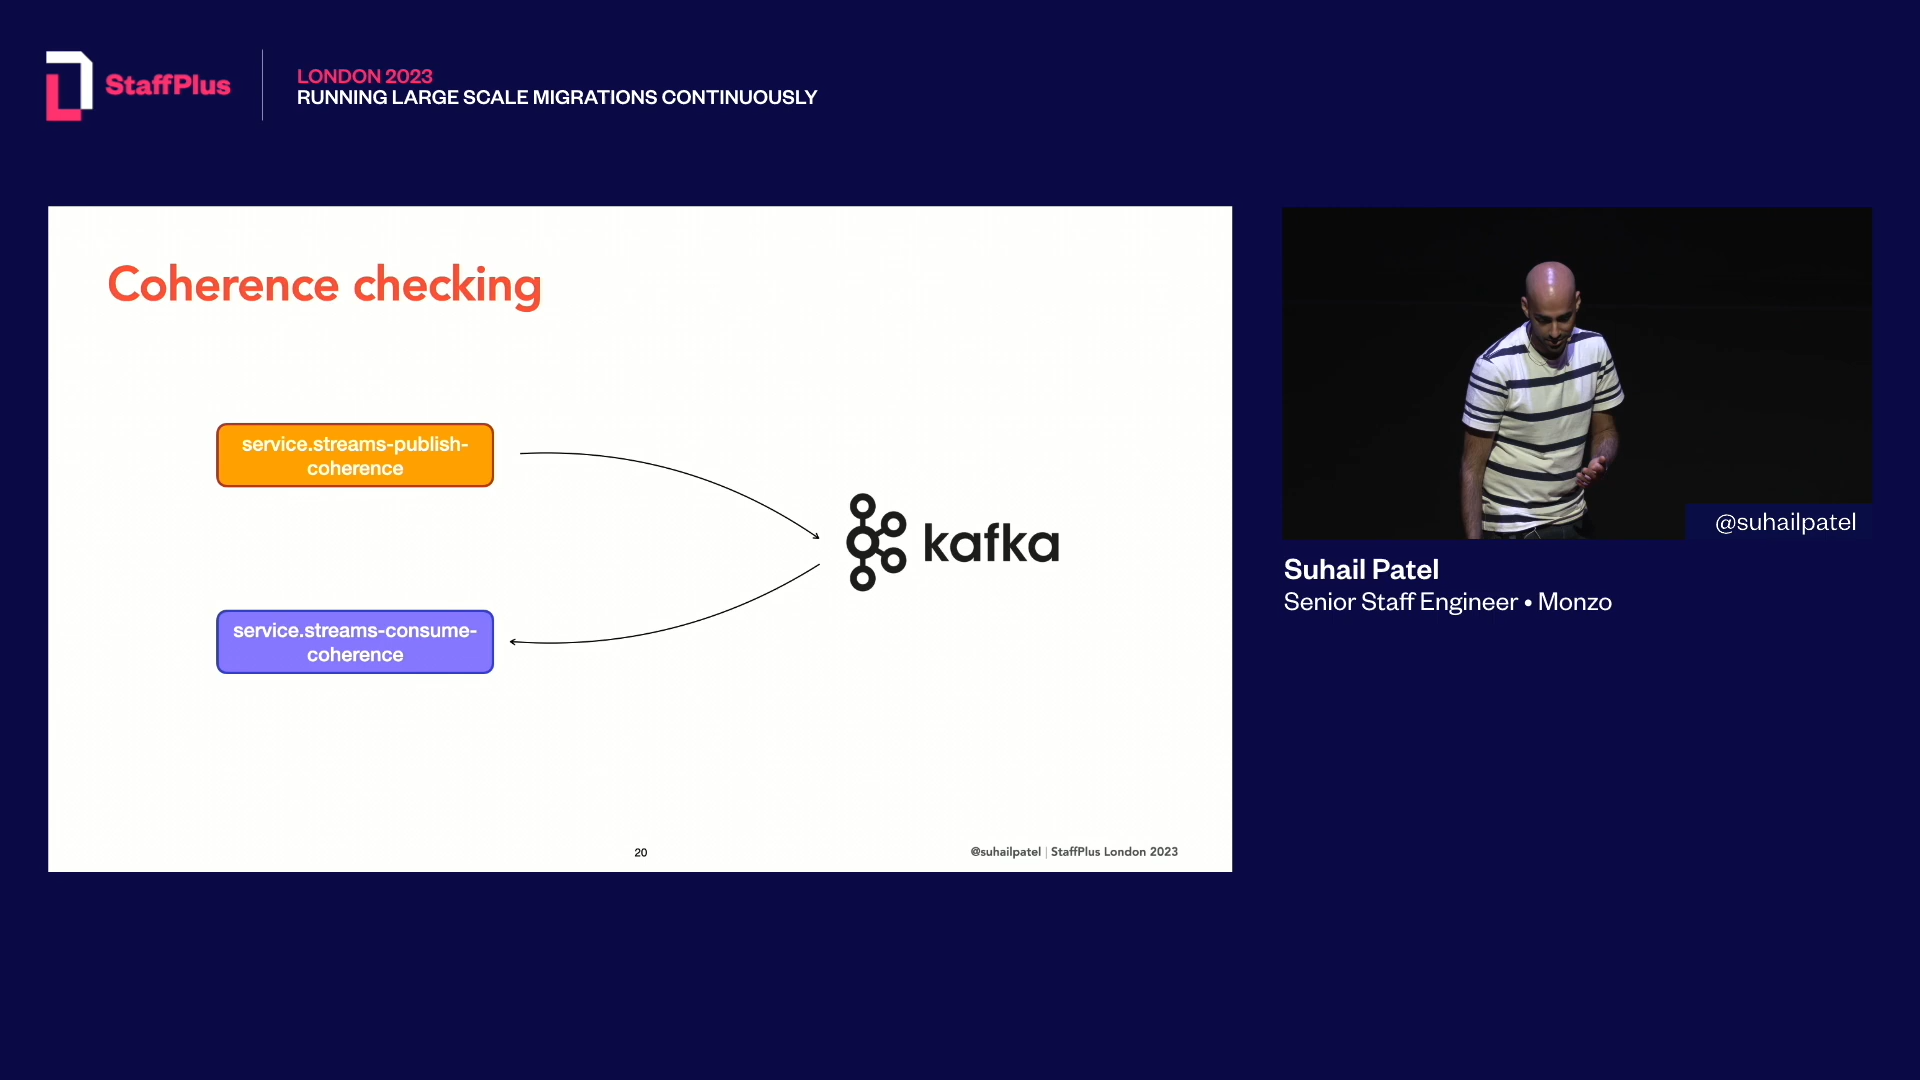 StaffPlus
LONDON 2023
RUNNING LARGE SCALE MIGRATIONS CONTINUOUSLY
Coherence checking
service.streams-publish-
coherence
kafka
service.streams-consume-
coherence
20
@suhailpatel | StaffPlus London 2023
@suhailpatel
Suhail Patel
Senior Staff Engineer • Monzo